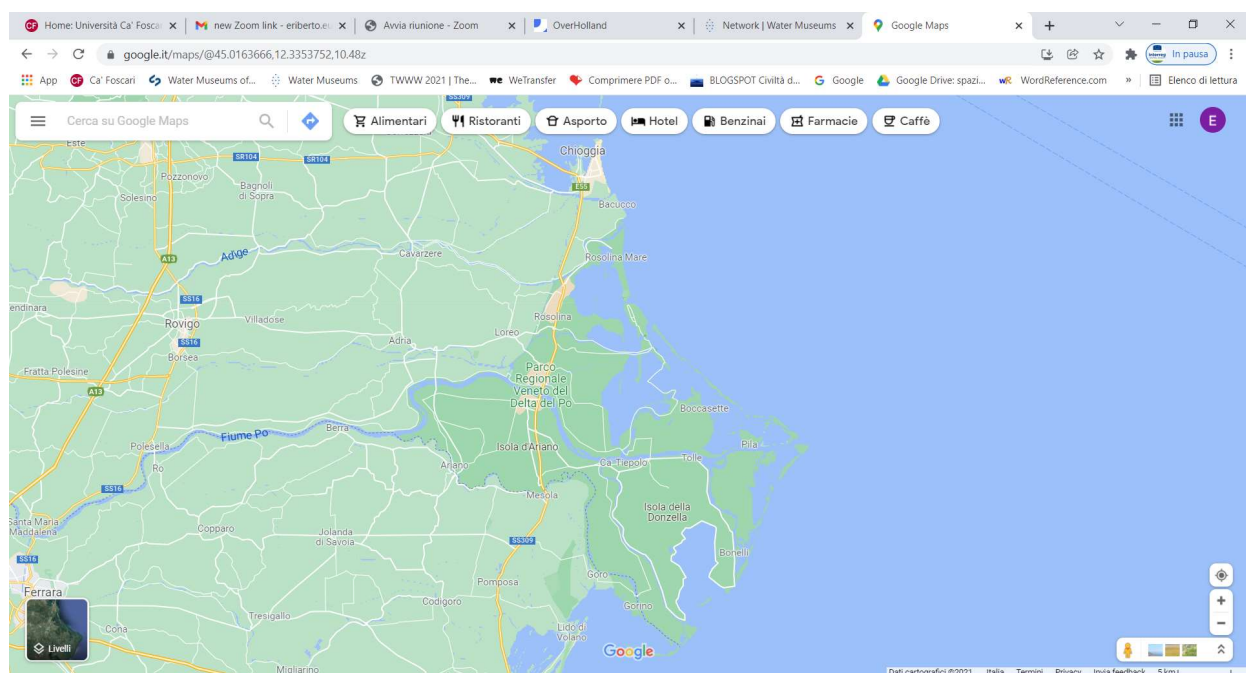 Home: Università Ca' Fosca
new Zoom link - eriberto.eu
Avvia riunione - Zoom
OverHolland
Network | Water Museums
Google Maps
google.it/maps/@45.0163666,12.3353752,10.48z
In pausa
App
Ca' Foscari
Water Museums of...
Water Museums
TWWW 2021 | The...
WeTransfer
Comprimere PDF o...
BLOGSPOT Civiltà d...
Google
Google Drive: spazi...
WordReference.com
»
Elenco di lettura
Cerca su Google Maps
Alimentari
Ristoranti
Asporto
Hotel
Benzinai
Farmacie
Caffè
E
SS309
Este
SR104
SR104
Chioggia
Pozzonovo
Bagnoli
di Sopra
E55
Solesino
Bacucco
A13
Adige
Cavarzere
Rosolina Mare
SS16
endinara
Rovigo
Villadose
Rosolina
Loreo
SS16
Adria
Borsea
Fratta Polesine
Parco
Regionale
Veneto del
Delta del Po
A13
Boccasette
Fiume Po
Berra
Polesella
Isola d'Ariano
Pila
Ro
Ariano
Ca' Tiepolo
Tolle
SS16
Mesola
Isola della
Donzella
Santa Maria
Maddalena
Copparo
Jolanda
di Savoia
SS309
Bonelli
SS16
Goro
Ferrara
Pomposa
Codigoro
Gorino
Tresigallo
Cona
Lido di
Volano
Livelli
Google
Migliarino
Dati cartografici ©2021
Italia
Termini
Privacy
Invia feedback
5 km